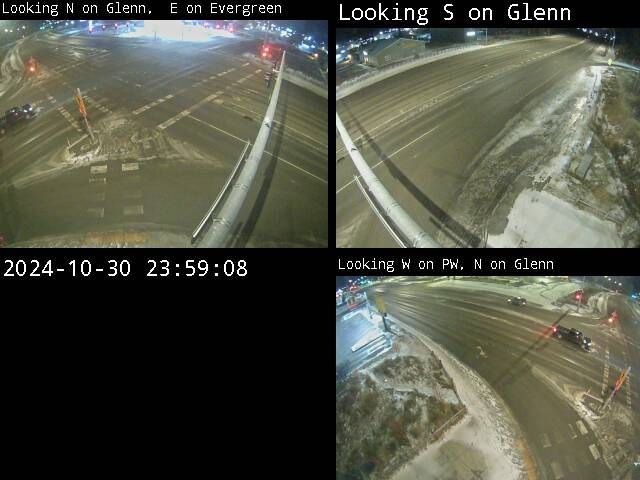 Looking N on Glenn,  E on Evergreen
Looking S on Glenn
2024-10-30 23:59:08
Looking W on PW, N on Glenn